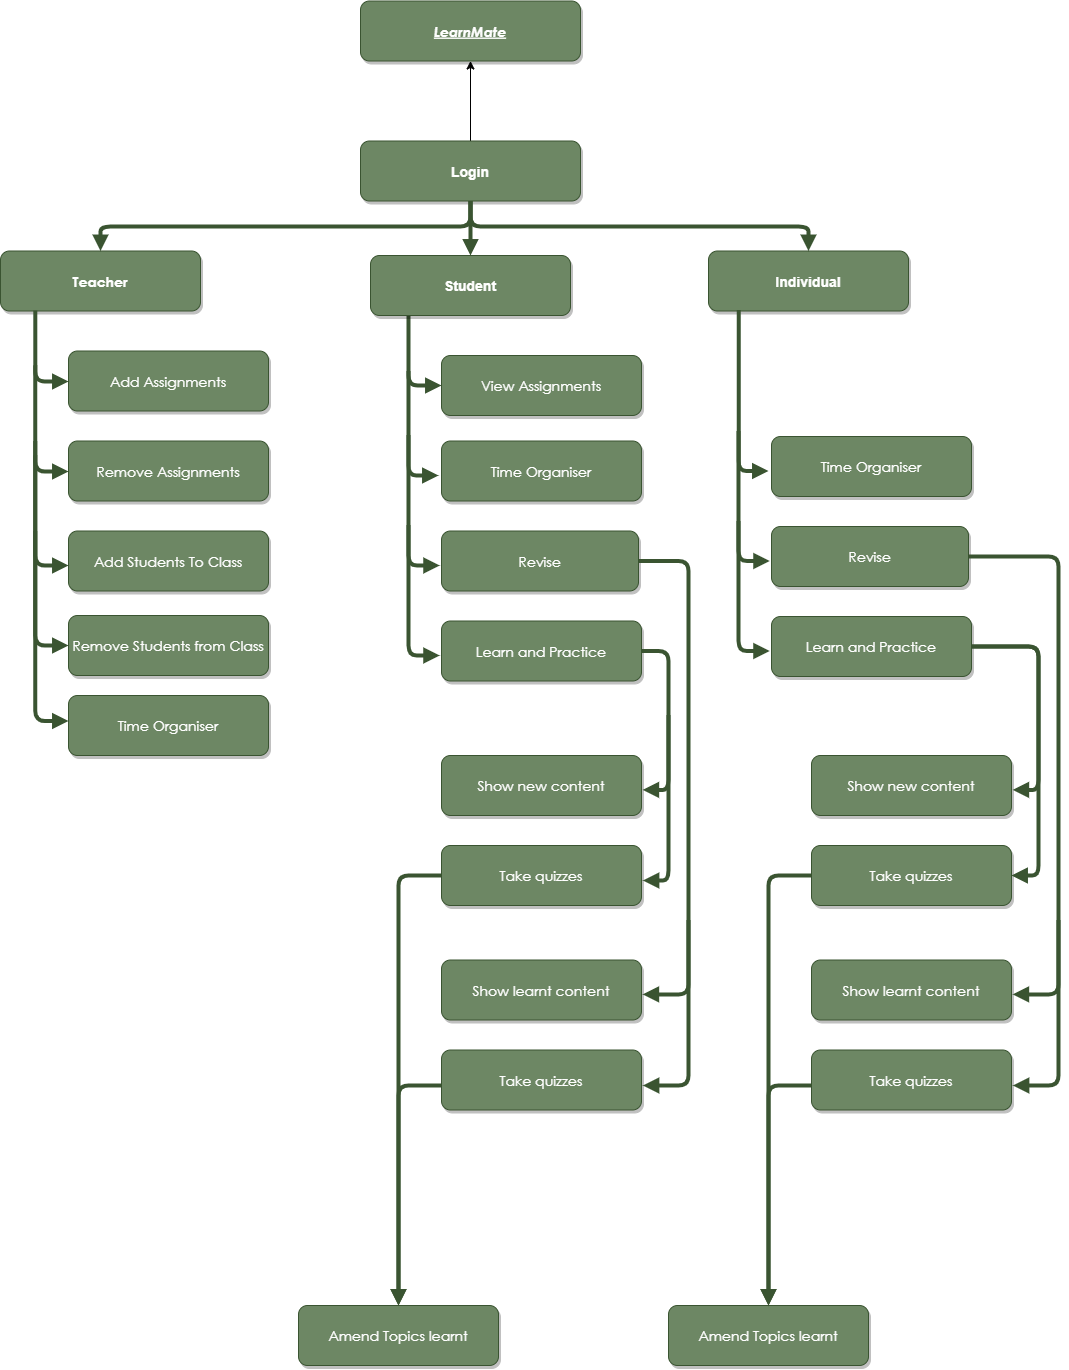 LearnMate
Login
Teacher
Student
Individual
Add Assignments
Remove Assignments
Add Students To Class
Remove Students from Class
Time Organiser
View Assignments
Time Organiser
Revise
Learn and Practice
Show new content
Take quizzes
Show learnt content
Take quizzes
Amend Topics learnt
Time Organiser
Revise
Learn and Practice
Show new content
Take quizzes
Show learnt content
Take quizzes
Amend Topics learnt